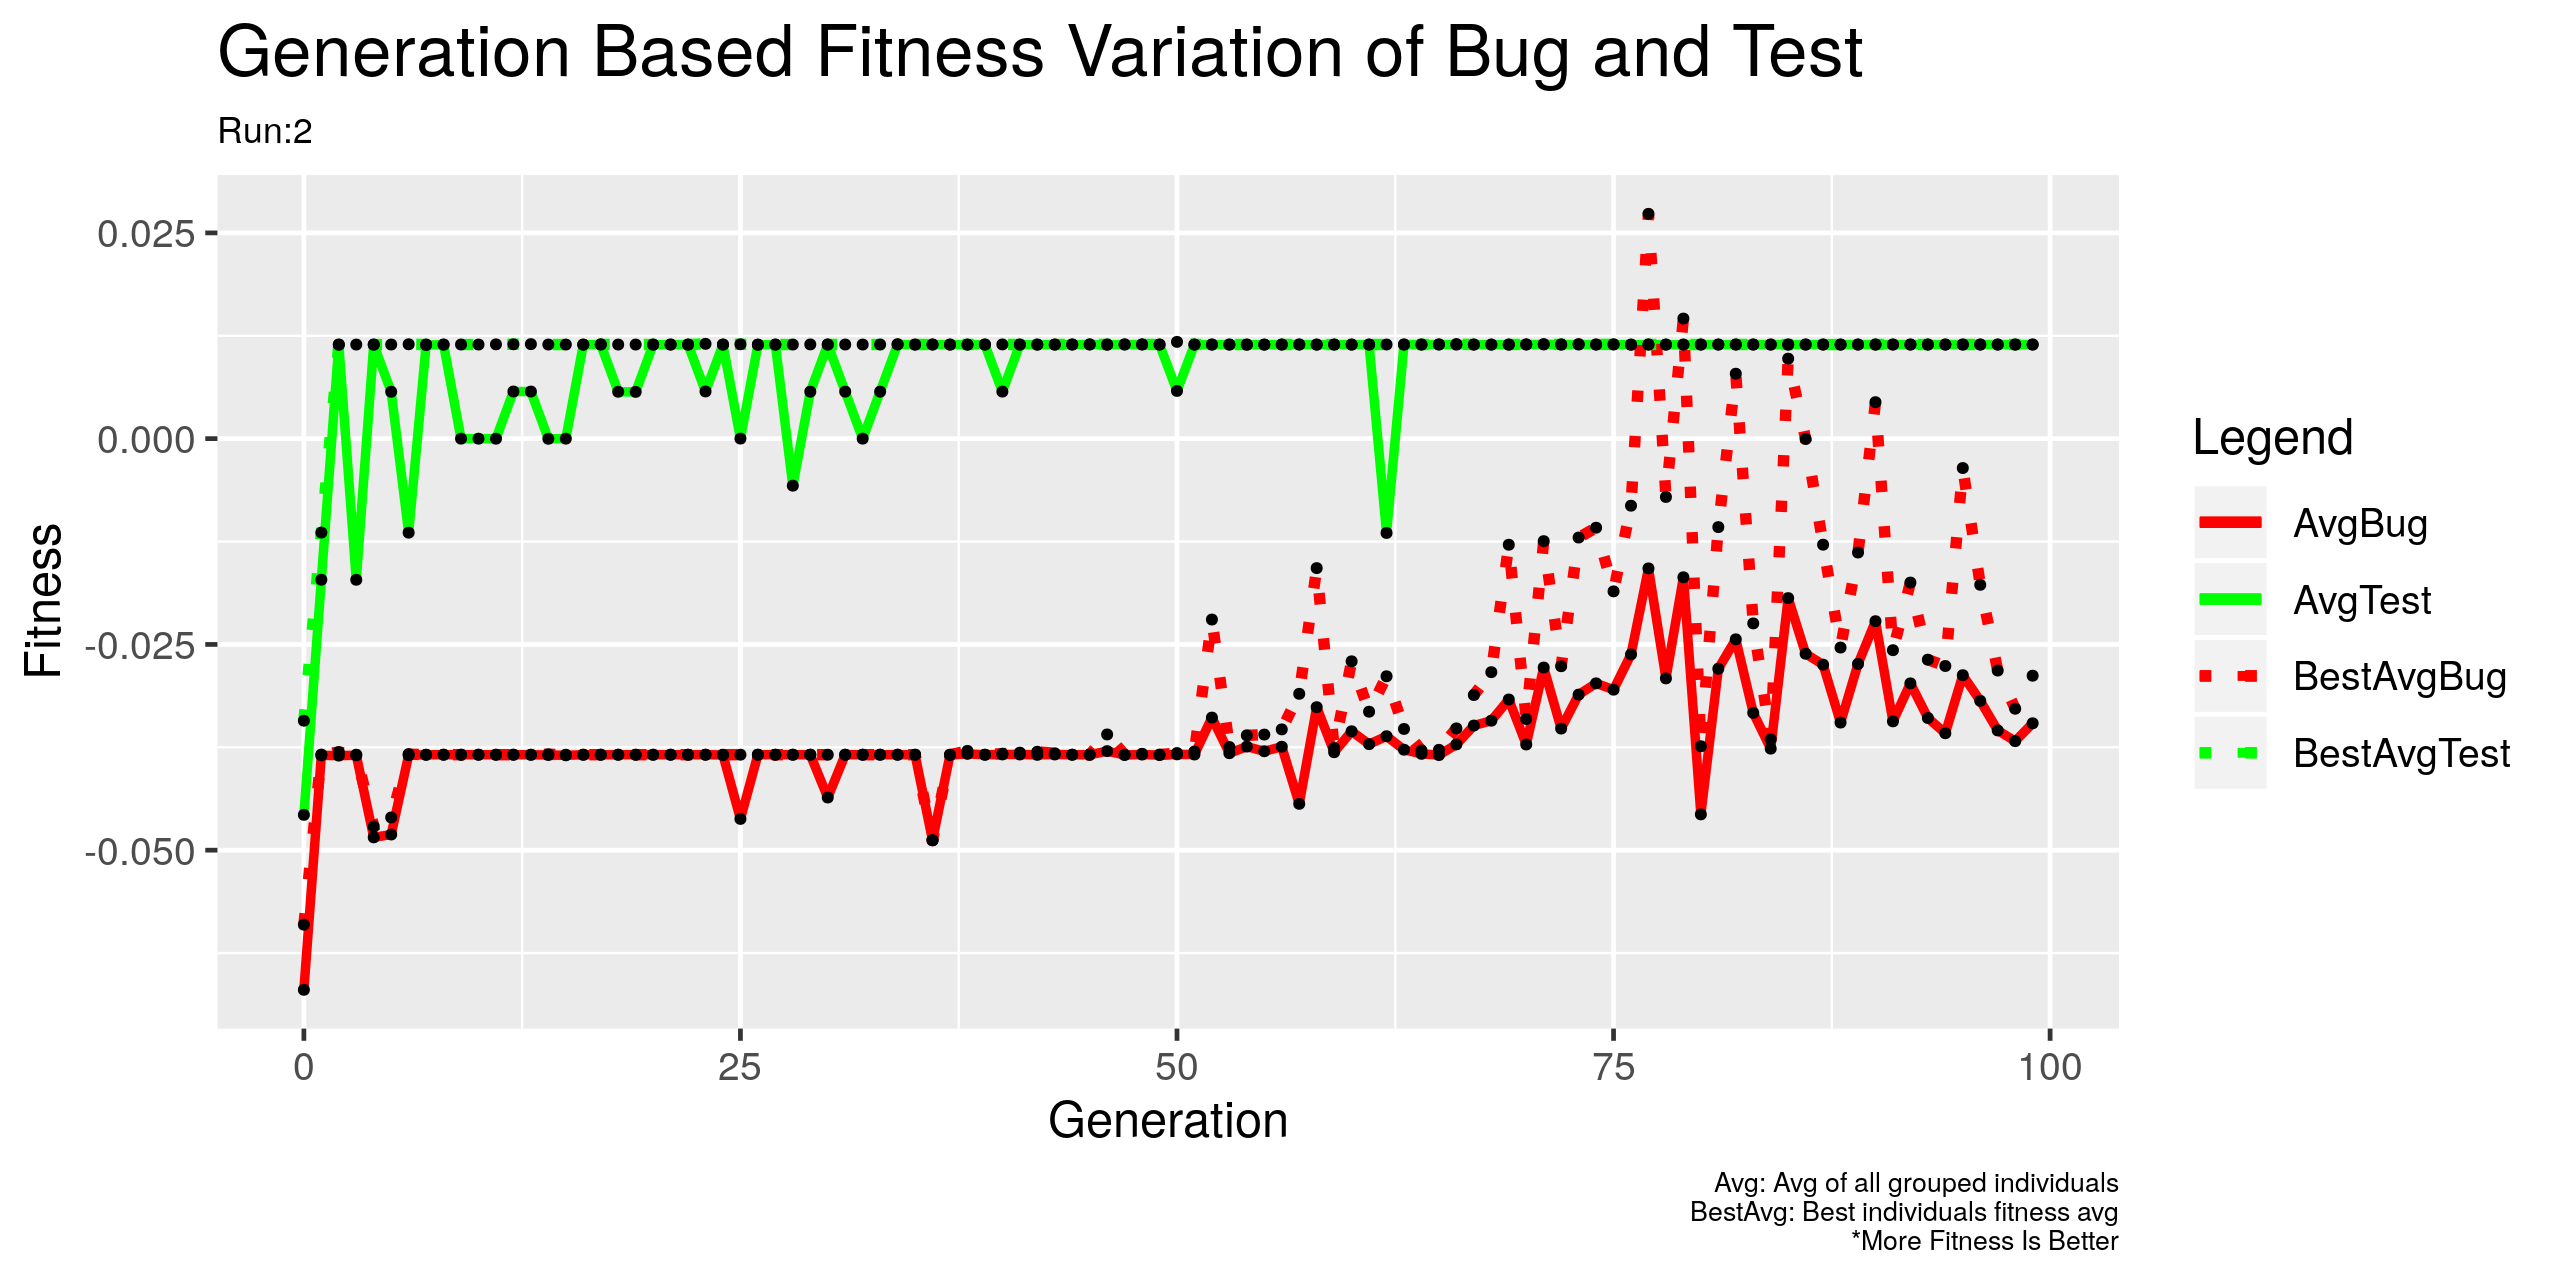 Generation Based Fitness Variation of Bug and Test
Run:2
Fitness
0.025
0.000
-0.025
-0.050
0 25 50 75 100
Generation
Legend
AvgBug
AvgTest
BestAvgBug
BestAvgTest
Avg: Avg of all grouped individuals
BestAvg: Best individuals fitness avg
*More Fitness Is Better